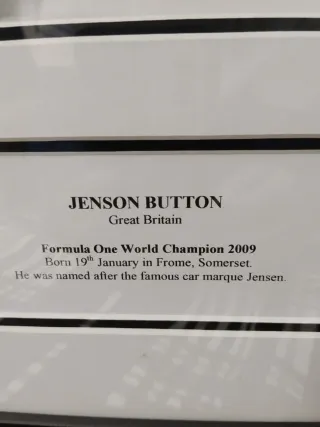 JENSON BUTTON
Great Britain
Formula One World Champion 2009
Born 19th January in Frome, Somerset.
He was named after the famous car marque Jensen.